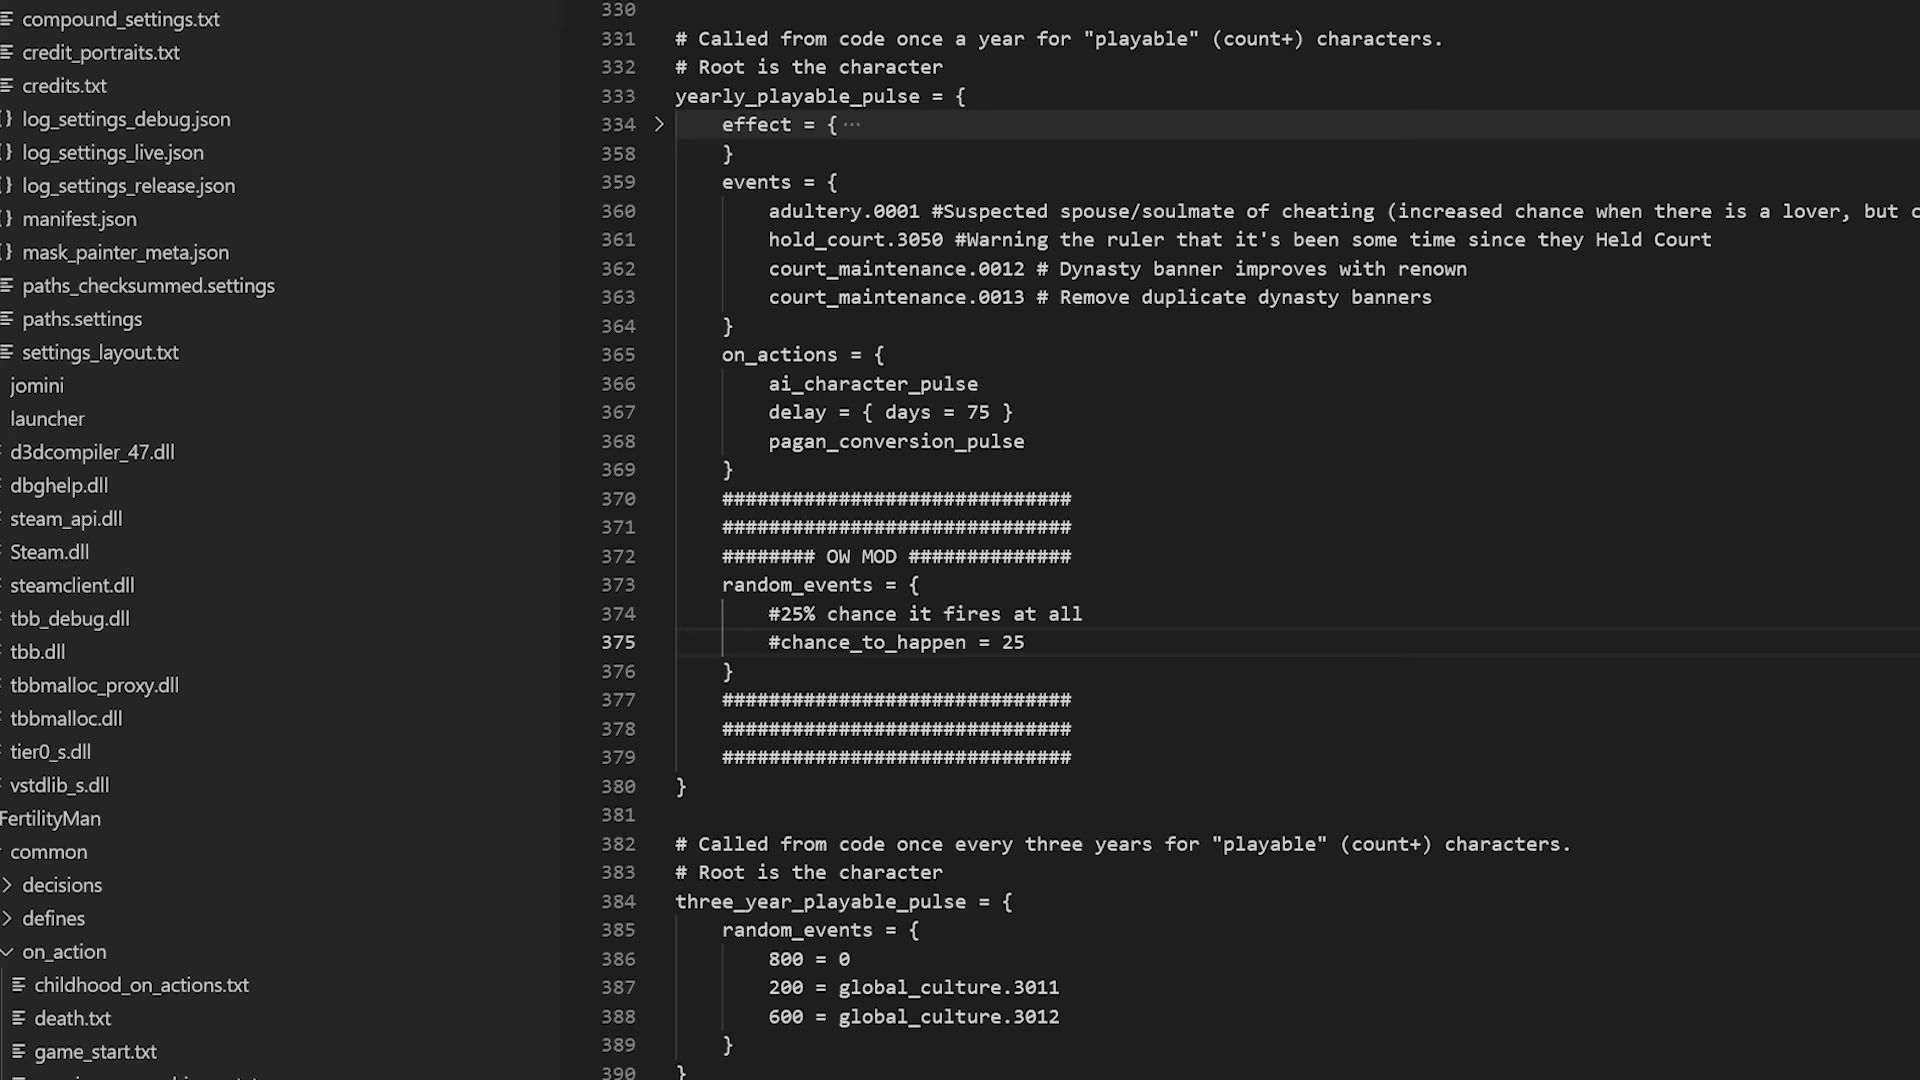 compound_settings.txt
credit_portraits.txt
credits.txt
{} log_settings_debug.json
{} log_settings_live.json
{} log_settings_release.json
{} manifest.json
{} mask_painter_meta.json
paths_checksummed.settings
paths.settings
settings_layout.txt
jomini
launcher
d3dcompiler_47.dll
dbghelp.dll
steam_api.dll
Steam.dll
steamclient.dll
tbb_debug.dll
tbb.dll
tbbmalloc_proxy.dll
tbbmalloc.dll
tier0_s.dll
vstdlib_s.dll
FertilityMan
common
decisions
defines
on_action
childhood_on_actions.txt
death.txt
game_start.txt
330
331 # Called from code once a year for "playable" (count+) characters.
332 # Root is the character
333 yearly_playable_pulse = {
334 effect = { ...
358 }
359 events = {
360 adultery.0001 #Suspected spouse/soulmate of cheating (increased chance when there is a lover, but
361 hold_court.3050 #Warning the ruler that it's been some time since they Held Court
362 court_maintenance.0012 # Dynasty banner improves with renown
363 court_maintenance.0013 # Remove duplicate dynasty banners
364 }
365 on_actions = {
366 ai_character_pulse
367 delay = { days = 75 }
368 pagan_conversion_pulse
369 }
370 ##############################
371 ##############################
372 ######## OW MOD ##############
373 random_events = {
374 #25% chance it fires at all
375 #chance_to_happen = 25
376 }
377 ##############################
378 ##############################
379 ##############################
380 }
381
382 # Called from code once every three years for "playable" (count+) characters.
383 # Root is the character
384 three_year_playable_pulse = {
385 random_events = {
386 800 = 0
387 200 = global_culture.3011
388 600 = global_culture.3012
389 }
390 }